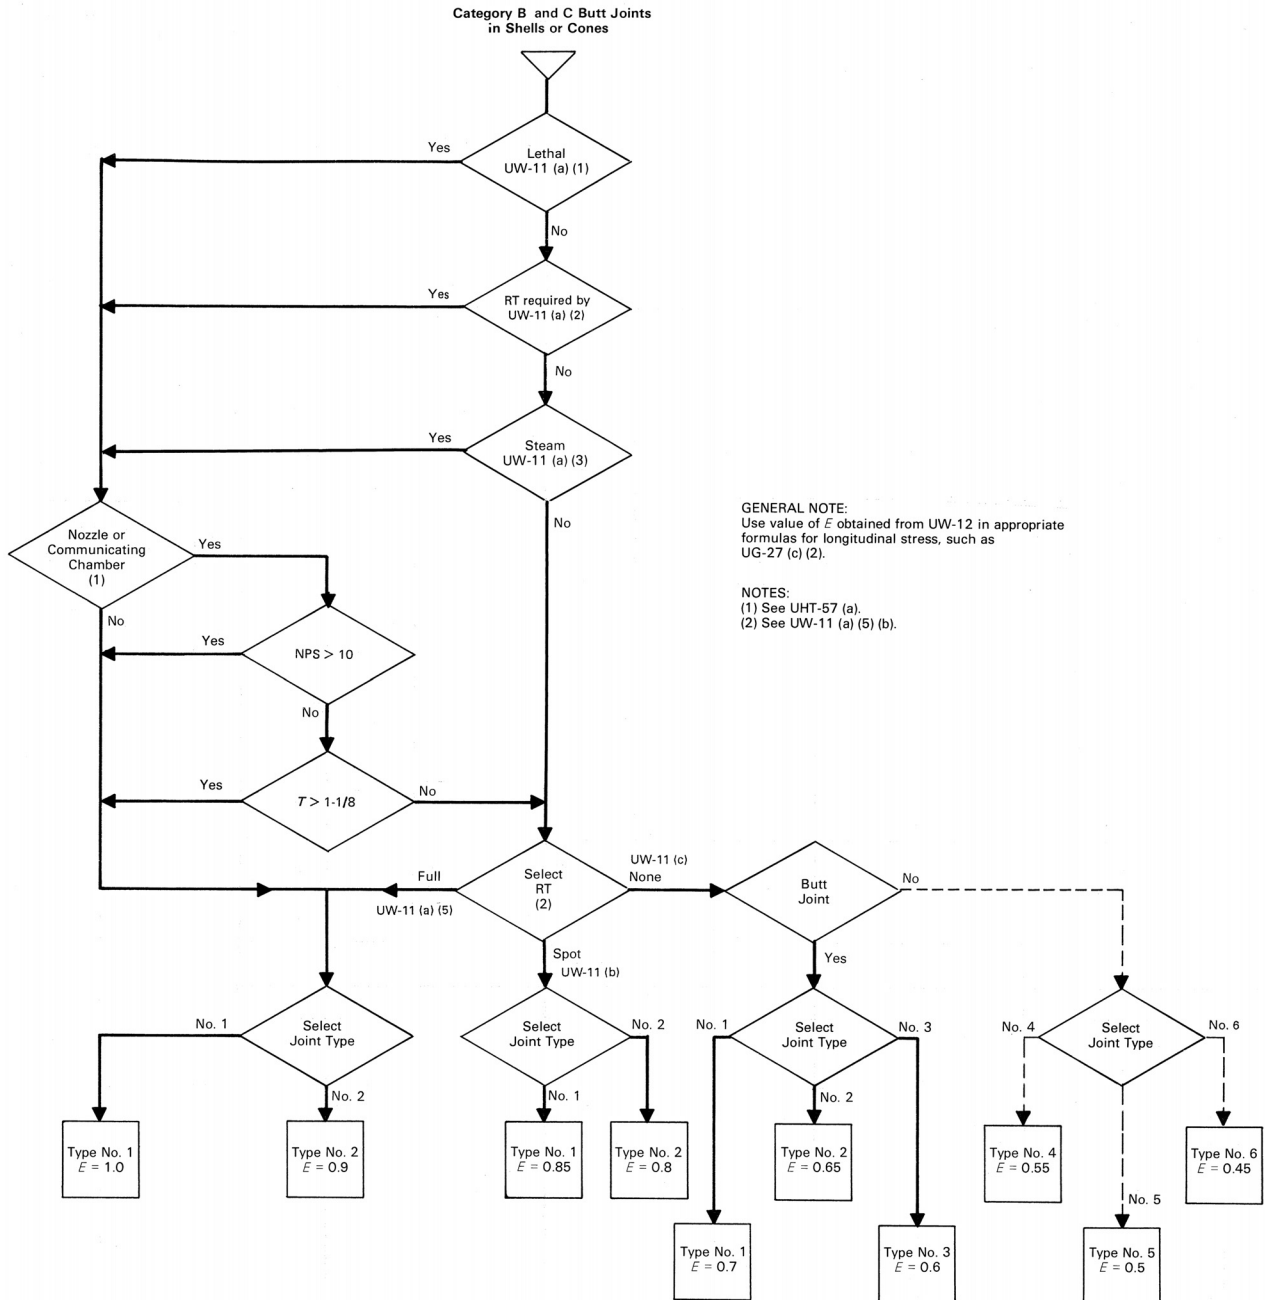 Category B and C Butt Joints
in Shells or Cones
Yes
Lethal
UW-11 (a) (1)
No
Yes
RT required by
UW-11 (a) (2)
No
Yes
Steam
UW-11 (a) (3)
No
GENERAL NOTE:
Use value of E obtained from UW-12 in appropriate
formulas for longitudinal stress, such as
UG-27 (c) (2).
NOTES:
(1) See UHT-57 (a).
(2) See UW-11 (a) (5) (b).
Nozzle or
Communicating
Chamber
(1)
Yes
No
Yes
NPS > 10
No
Yes
T > 1-1/8
No
Full
UW-11 (a) (5)
Select
RT
(2)
UW-11 (c)
None
Butt
Joint
No
Spot
UW-11 (b)
Yes
No. 1
Select
Joint Type
No. 2
Select
Joint Type
No. 2
No. 1
No. 1
Select
Joint Type
No. 3
No. 2
No. 4
Select
Joint Type
No. 6
No. 5
Type No. 1
E = 1.0
Type No. 2
E = 0.9
Type No. 1
E = 0.85
Type No. 2
E = 0.8
Type No. 2
E = 0.65
Type No. 4
E = 0.55
Type No. 6
E = 0.45
Type No. 1
E = 0.7
Type No. 3
E = 0.6
Type No. 5
E = 0.5